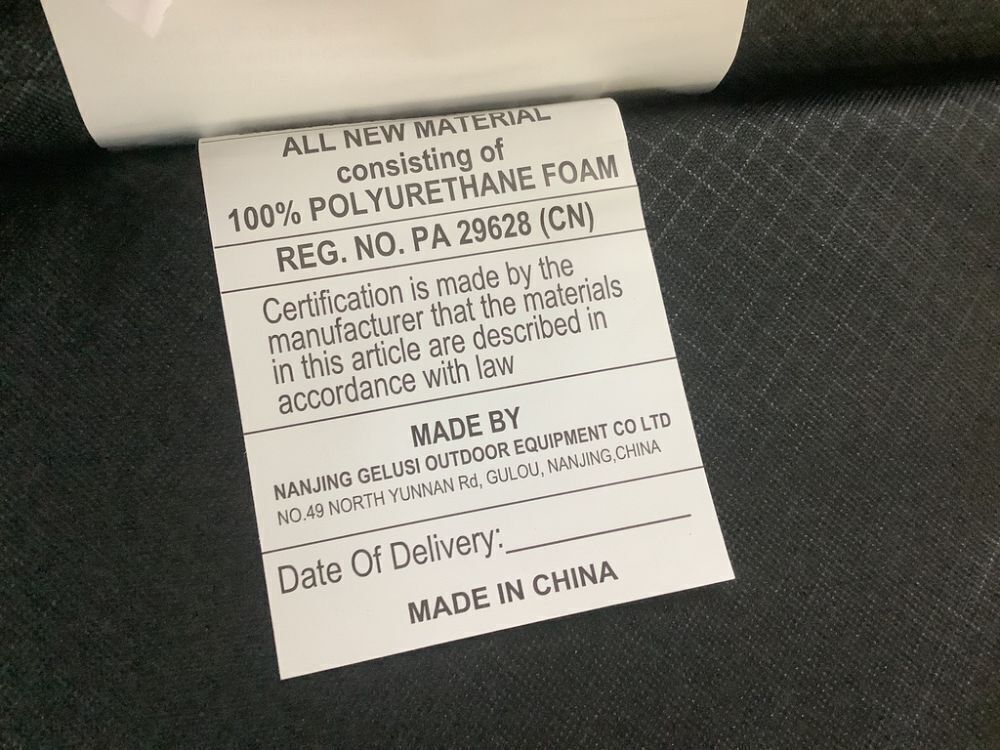 ALL NEW MATERIAL
consisting of
100% POLYURETHANE FOAM
REG. NO. PA 29628 (CN)
Certification is made by the
manufacturer that the materials
in this article are described in
accordance with law
MADE BY
NANJING GELUSI OUTDOOR EQUIPMENT CO LTD
NO.49 NORTH YUNNAN Rd, GULOU, NANJING,CHINA
Date Of Delivery:
MADE IN CHINA